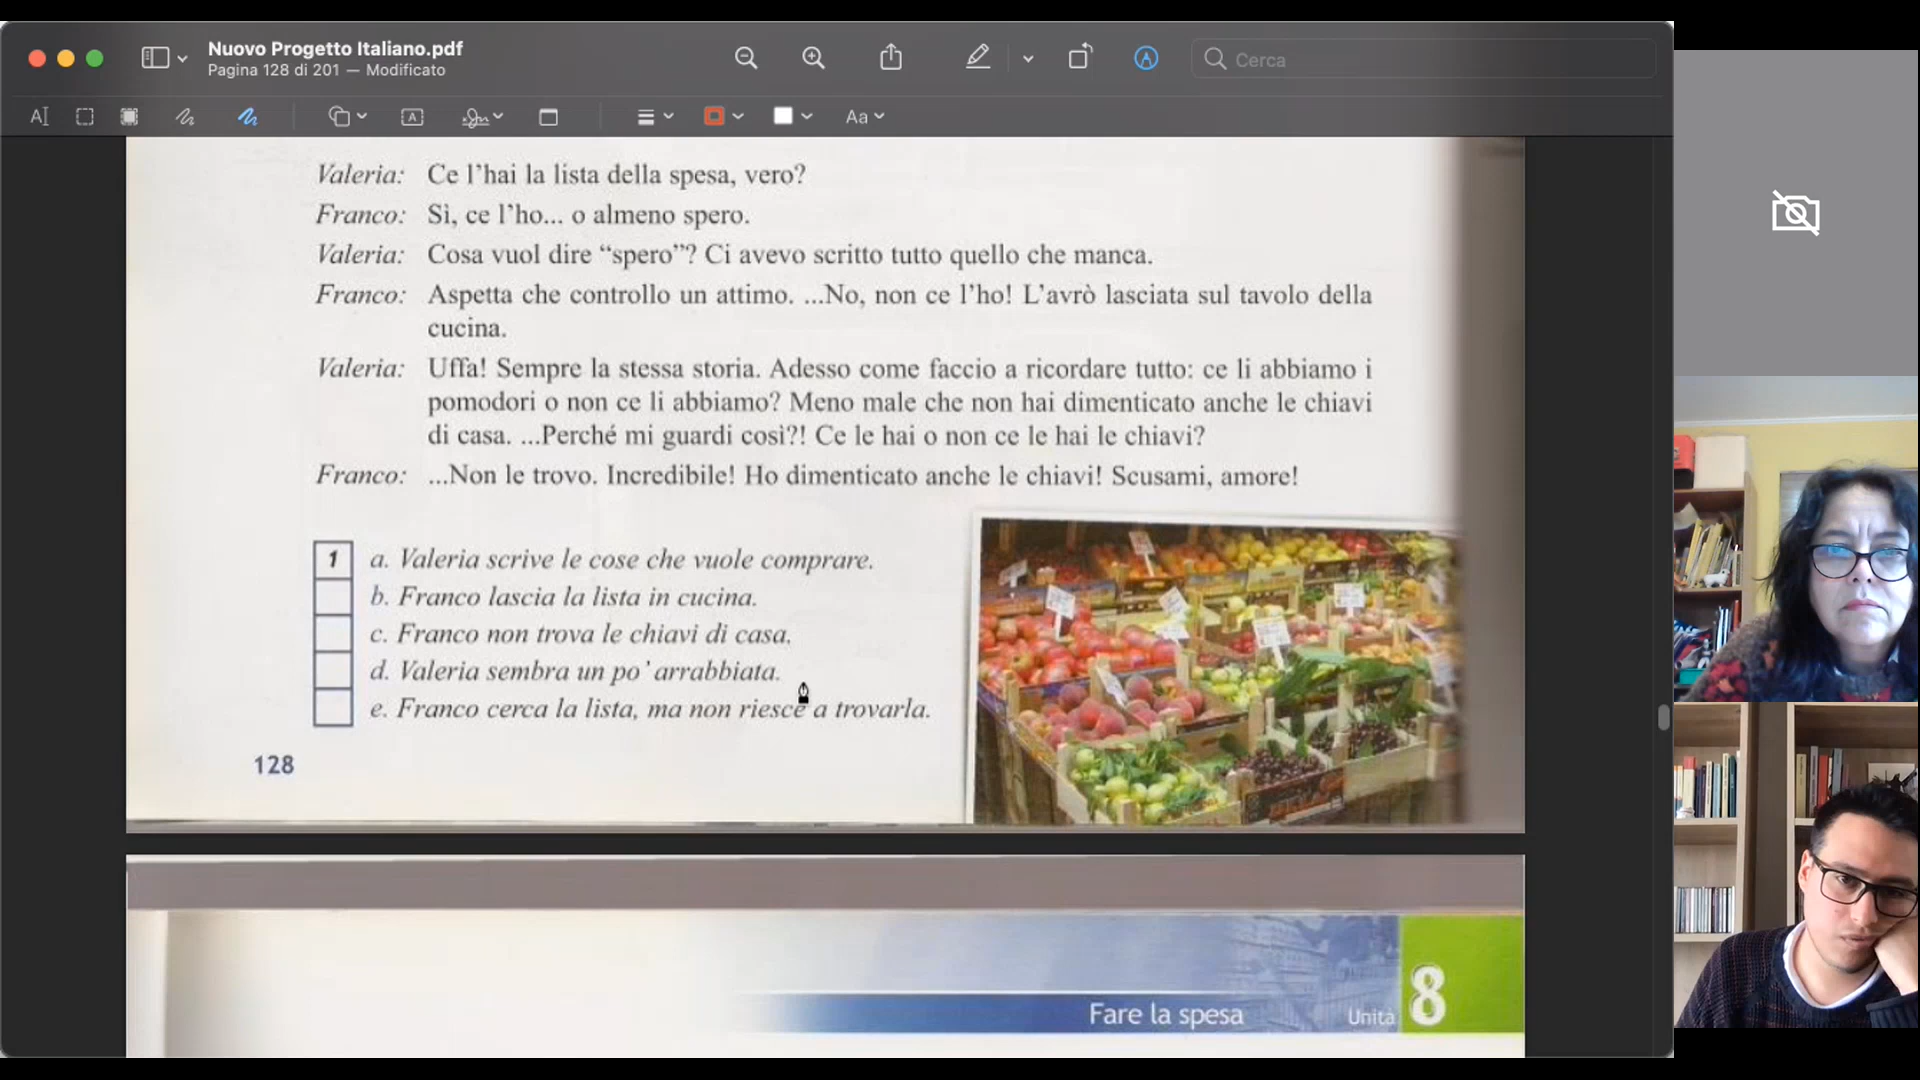 Nuovo Progetto Italiano.pdf
Pagina 128 di 201 — Modificato
Cerca
Aa
Valeria: Ce l'hai la lista della spesa, vero?
Franco: Sì, ce l'ho... o almeno spero.
Valeria: Cosa vuol dire “spero”? Ci avevo scritto tutto quello che manca.
Franco: Aspetta che controllo un attimo. ...No, non ce l'ho! L'avrò lasciata sul tavolo della
cucina.
Valeria: Uffa! Sempre la stessa storia. Adesso come faccio a ricordare tutto: ce li abbiamo i
pomodori o non ce li abbiamo? Meno male che non hai dimenticato anche le chiavi
di casa. ...Perché mi guardi così?! Ce le hai o non ce le hai le chiavi?
Franco: ...Non le trovo. Incredibile! Ho dimenticato anche le chiavi! Scusami, amore!
1 a. Valeria scrive le cose che vuole comprare.
b. Franco lascia la lista in cucina.
c. Franco non trova le chiavi di casa.
d. Valeria sembra un po' arrabbiata.
e. Franco cerca la lista, ma non riesce a trovarla.
128
Fare la spesa
Unità 8